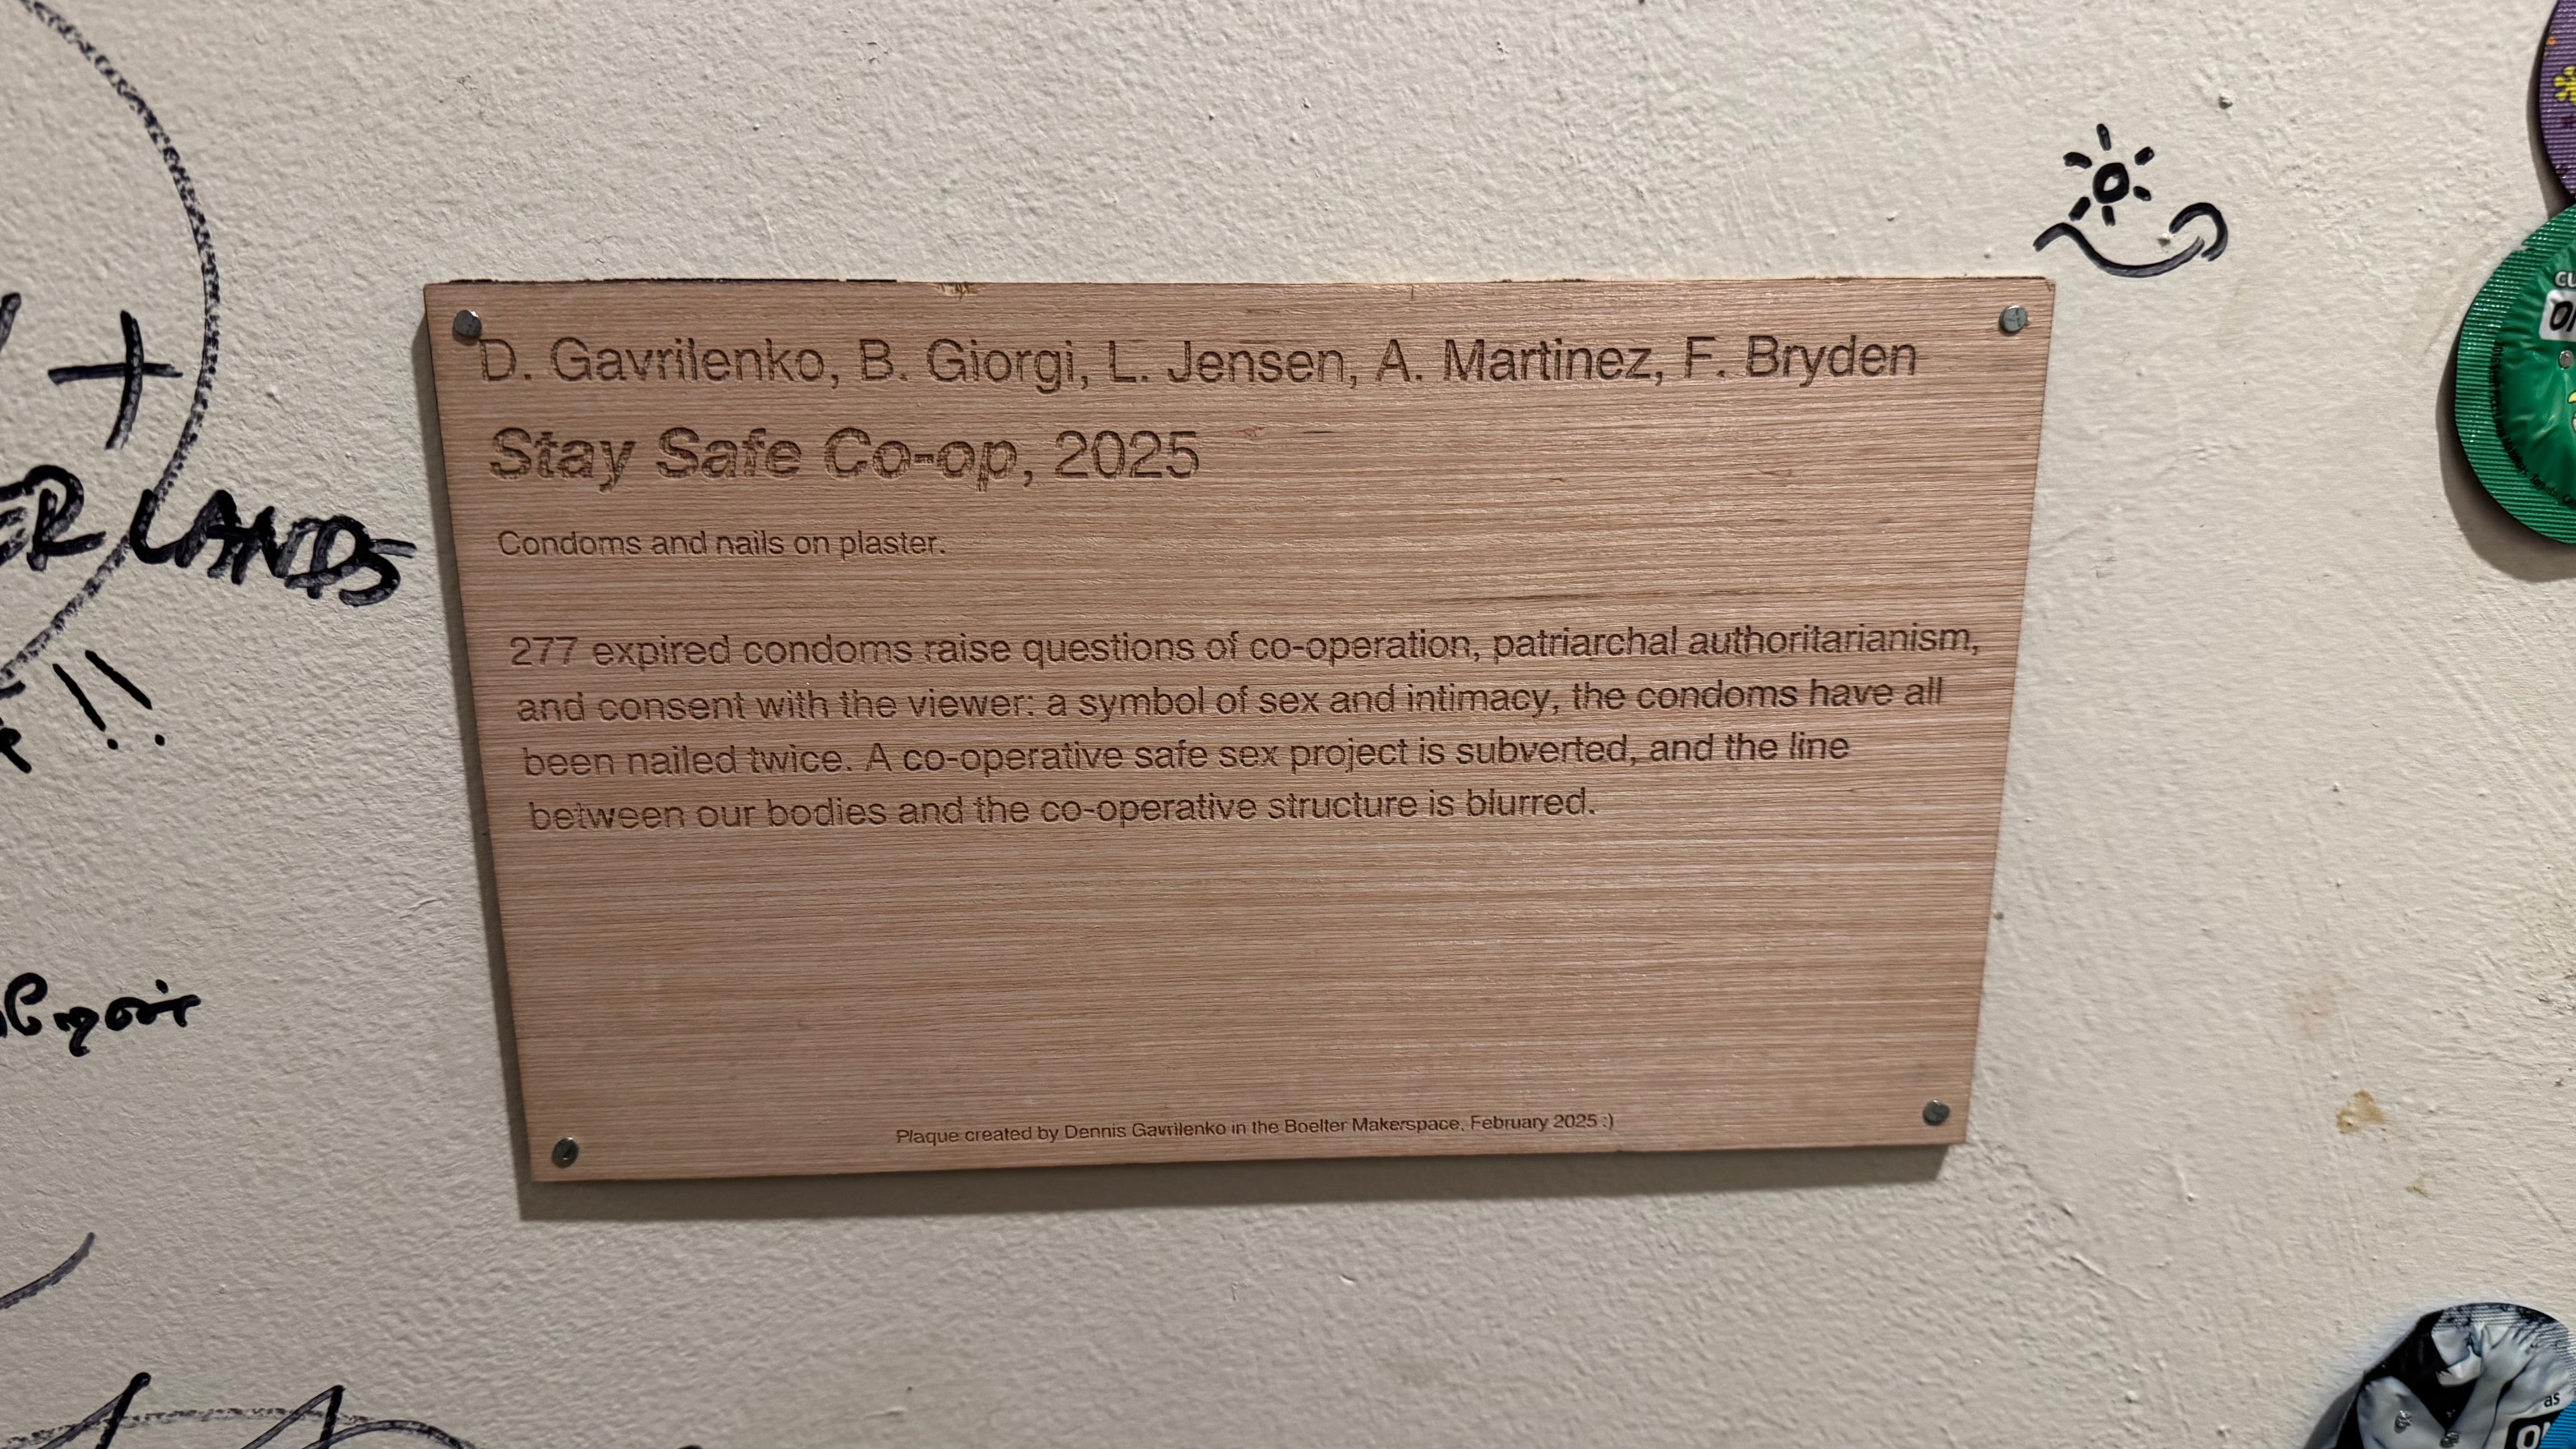 D. Gavrilenko, B. Giorgi, L. Jensen, A. Martinez, F. Bryden
Stay Safe Co-op, 2025
Condoms and nails on plaster.
277 expired condoms raise questions of co-operation, patriarchal authoritarianism,
and consent with the viewer: a symbol of sex and intimacy, the condoms have all
been nailed twice. A co-operative safe sex project is subverted, and the line
between our bodies and the co-operative structure is blurred.
Plaque created by Dennis Gavrilenko in the Boelter Makerspace, February 2025 :)
+
ER LANDS
!!